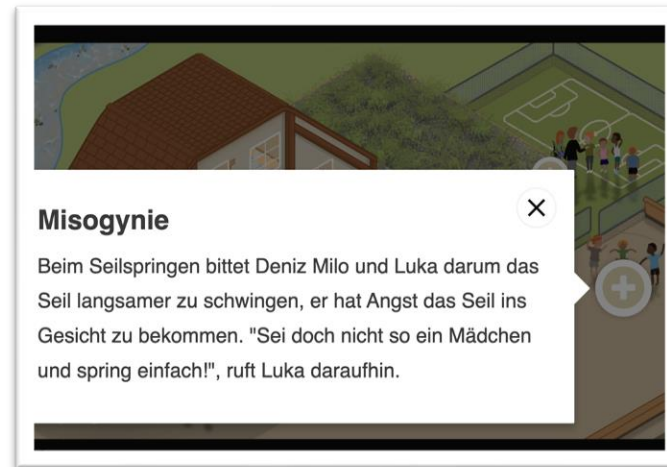 Misogynie
Beim Seilspringen bittet Deniz Milo und Luka darum das
Seil langsamer zu schwingen, er hat Angst das Seil ins
Gesicht zu bekommen. "Sei doch nicht so ein Mädchen
und spring einfach!", ruft Luka daraufhin.